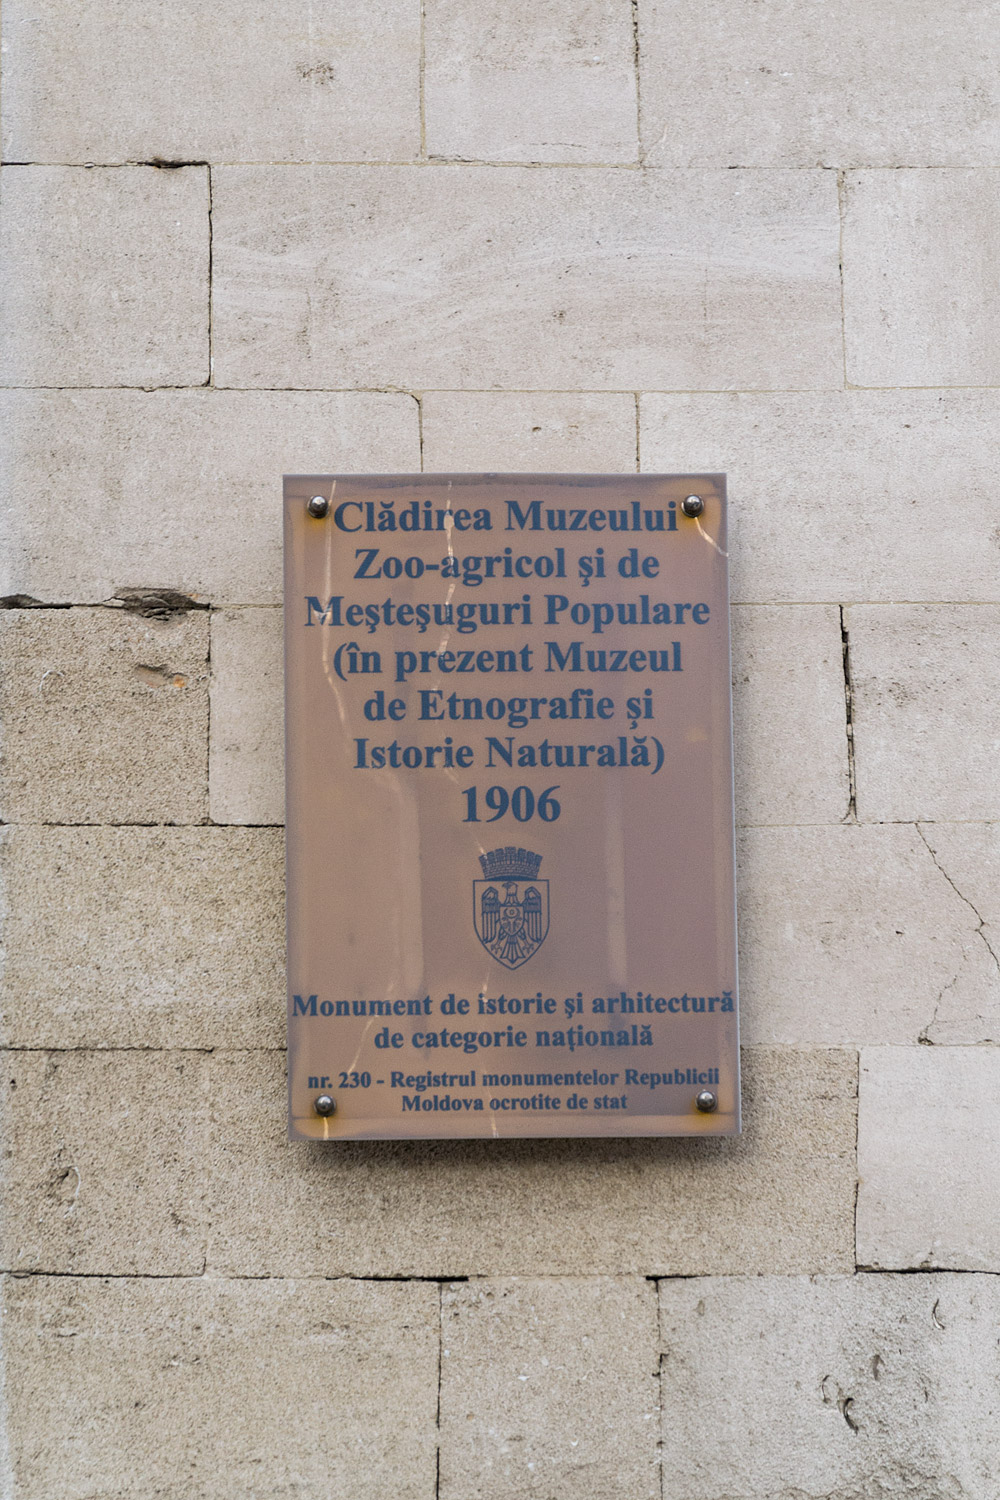 Clădirea Muzeului
Zoo-agricol şi de
Meşteşuguri Populare
(în prezent Muzeul
de Etnografie şi
Istorie Naturală)
1906
Monument de istorie şi arhitectură
de categorie națională
nr. 230 - Registrul monumentelor Republicii
Moldova ocrotite de stat